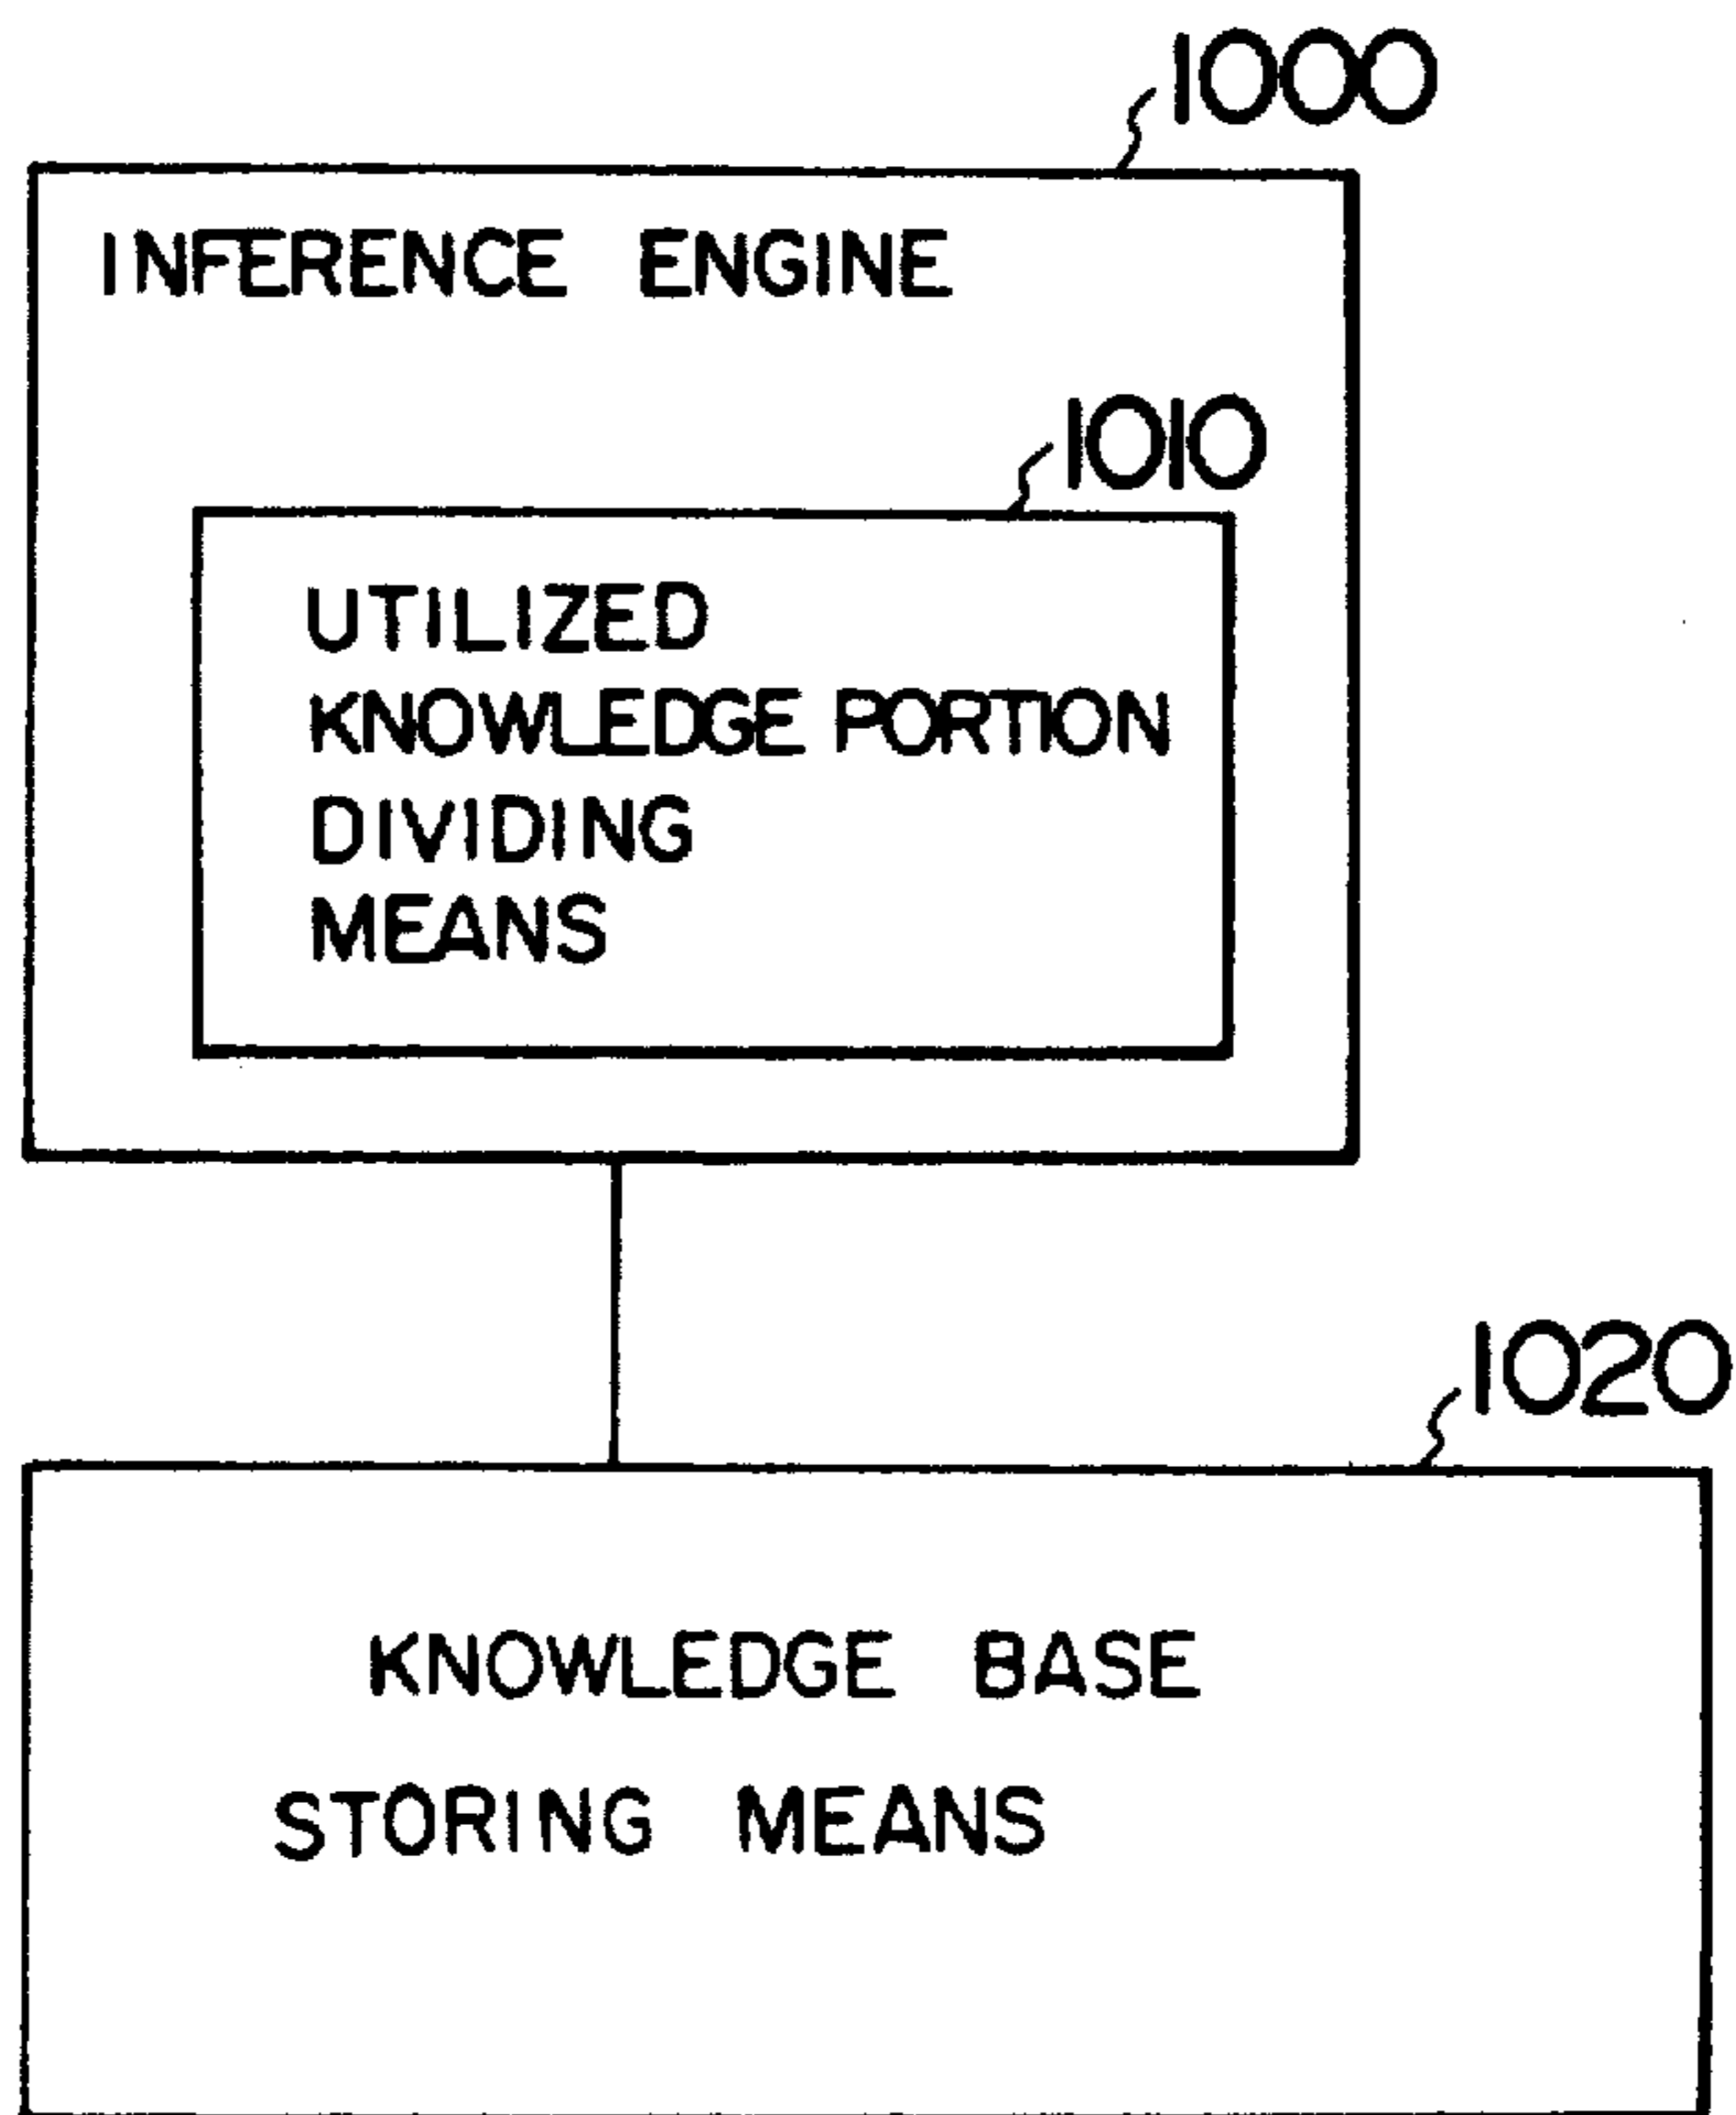 1000
INFERENCE ENGINE
1010
UTILIZED
KNOWLEDGE PORTION
DIVIDING
MEANS
1020
KNOWLEDGE BASE
STORING MEANS